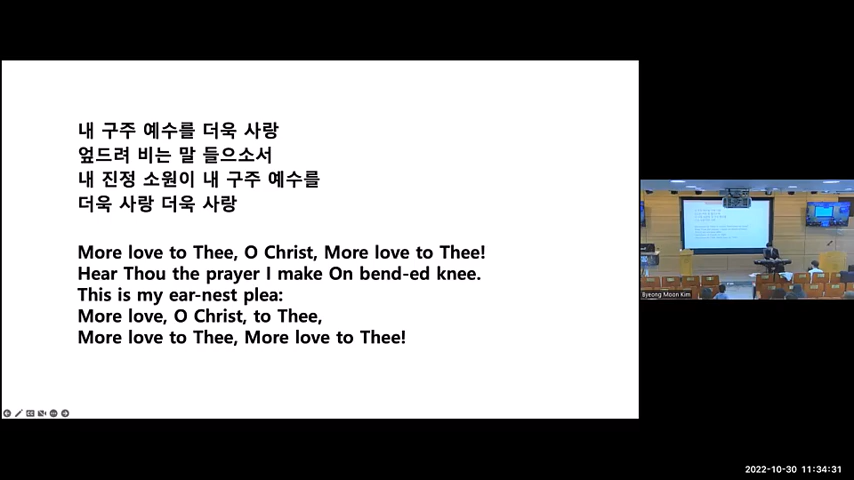 내 구주 예수를 더욱 사랑
엎드려 비는 말 들으소서
내 진정 소원이 내 구주 예수를
더욱 사랑 더욱 사랑
More love to Thee, O Christ, More love to Thee!
Hear Thou the prayer I make On bend-ed knee.
This is my ear-nest plea:
More love, O Christ, to Thee,
More love to Thee, More love to Thee!
Byeong Moon Kim
2022-10-30 11:34:31